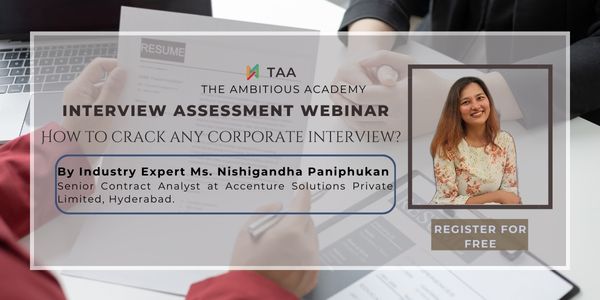 RESUME
TAA
THE AMBITIOUS ACADEMY
INTERVIEW ASSESSMENT WEBINAR
HOW TO CRACK ANY CORPORATE INTERVIEW?
By Industry Expert Ms. Nishigandha Paniphukan
Senior Contract Analyst at Accenture Solutions Private
Limited, Hyderabad.
REGISTER FOR
FREE